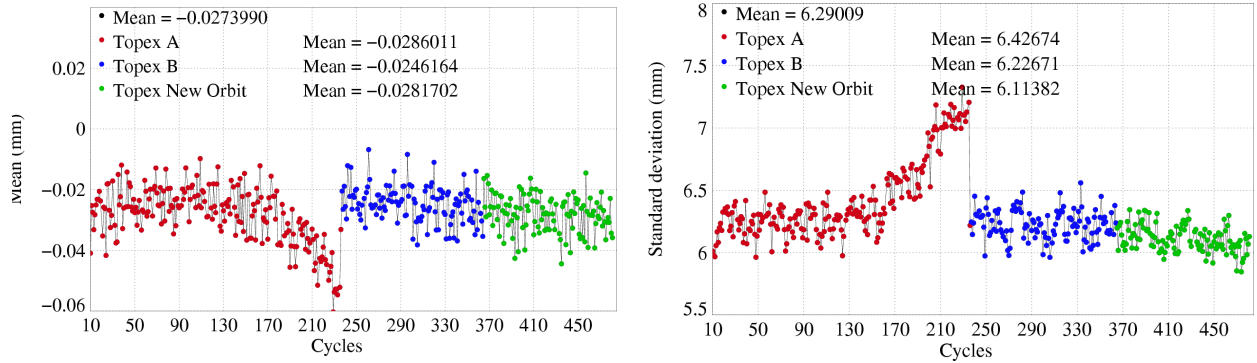 Mean = −0.0273990
Topex A Mean = −0.0286011
Topex B Mean = −0.0246164
Topex New Orbit Mean = −0.0281702
0.02
0
−0.02
−0.04
−0.06
Mean (mm)
10 50 90 130 170 210 250 290 330 370 410 450
Cycles
Mean = 6.29009
Topex A Mean = 6.42674
Topex B Mean = 6.22671
Topex New Orbit Mean = 6.11382
8
7.5
7
6.5
6
5.5
Standard deviation (mm)
10 50 90 130 170 210 250 290 330 370 410 450
Cycles